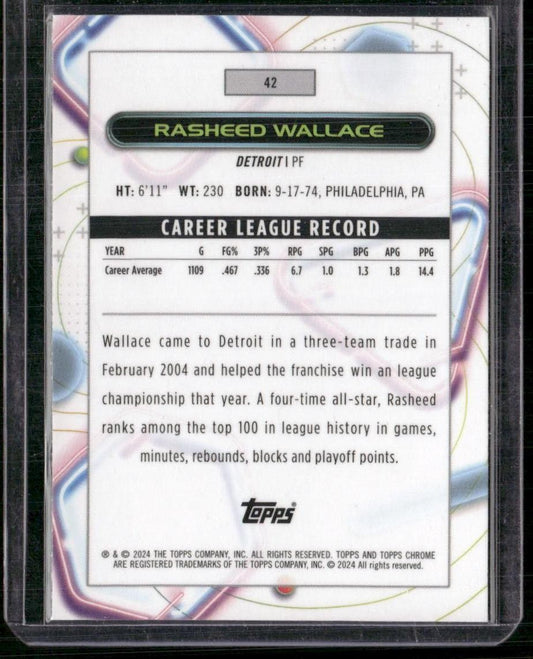 42
RASHEED WALLACE
DETROIT | PF
HT: 6'11" WT: 230 BORN: 9-17-74, PHILADELPHIA, PA
CAREER LEAGUE RECORD
YEAR G FG% 3P% RPG SPG BPG APG PPG
Career Average 1109 .467 .336 6.7 1.0 1.3 1.8 14.4
Wallace came to Detroit in a three-team trade in
February 2004 and helped the franchise win an league
championship that year. A four-time all-star, Rasheed
ranks among the top 100 in league history in games,
minutes, rebounds, blocks and playoff points.
topps®
® & © 2024 THE TOPPS COMPANY, INC. ALL RIGHTS RESERVED. TOPPS AND TOPPS CHROME
ARE REGISTERED TRADEMARKS OF THE TOPPS COMPANY, INC. © 2024 All rights reserved.